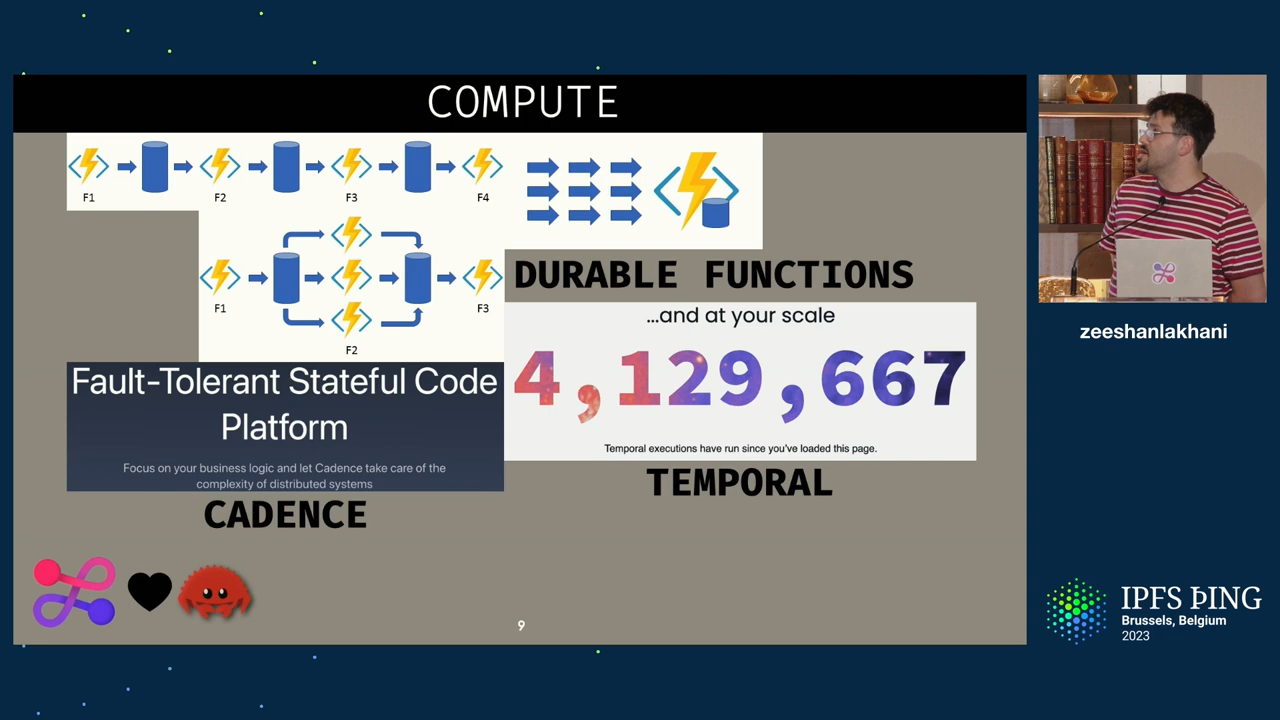 COMPUTE
F1
F2
F3
F4
F1
F3
F2
DURABLE FUNCTIONS
...and at your scale
4,129,667
Temporal executions have run since you've loaded this page.
TEMPORAL
Fault-Tolerant Stateful Code
Platform
Focus on your business logic and let Cadence take care of the
complexity of distributed systems
CADENCE
9
zeeshanlakhani
IPFS ÞING
Brussels, Belgium
2023